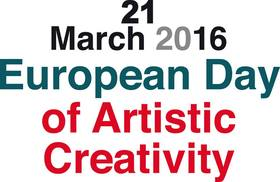 21
March 2016
European Day
of Artistic
Creativity